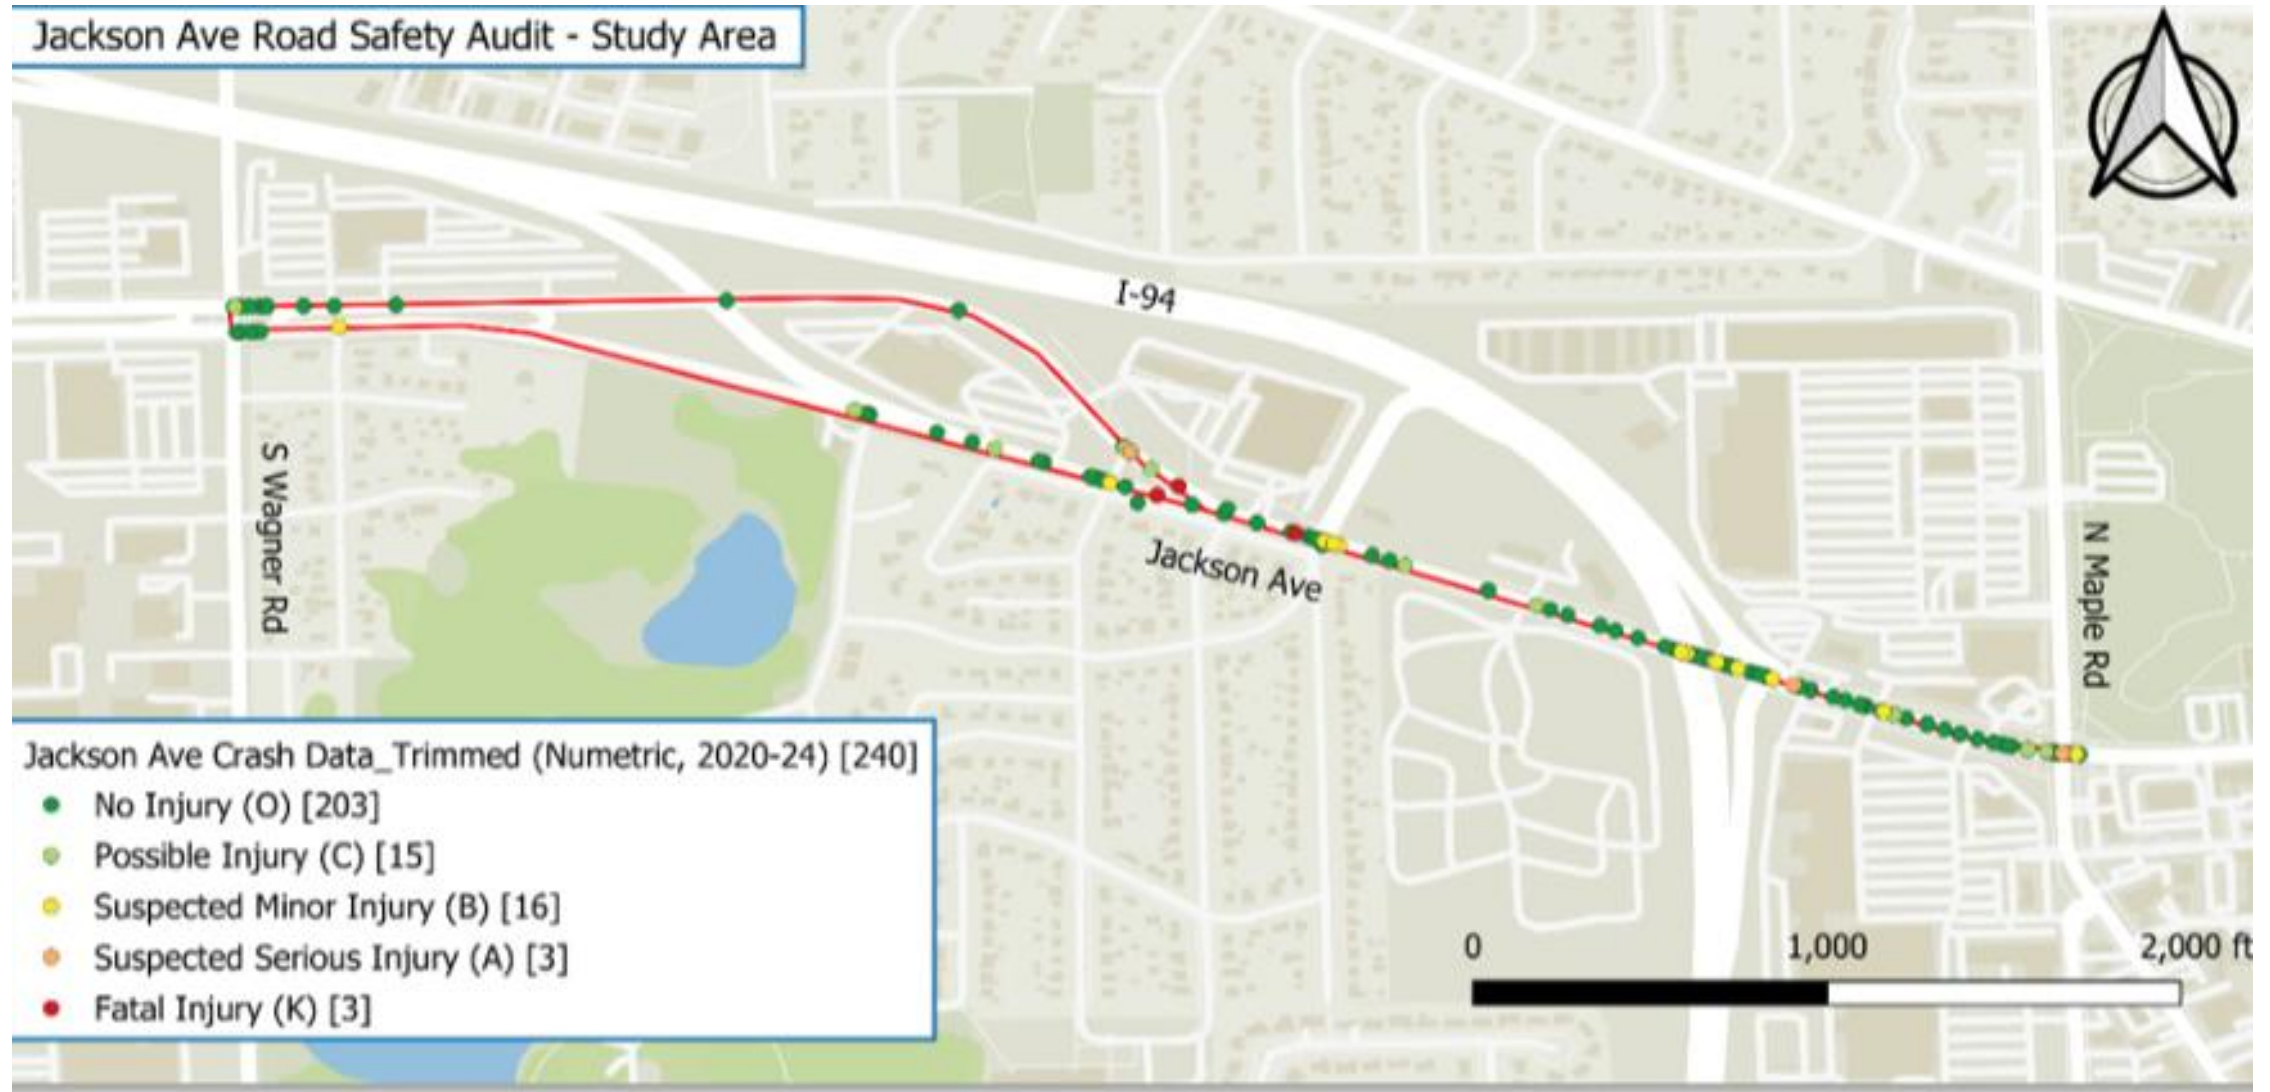 Jackson Ave Road Safety Audit - Study Area
I-94
S Wagner Rd
Jackson Ave
N Maple Rd
Jackson Ave Crash Data_Trimmed (Numetric, 2020-24) [240]
No Injury (O) [203]
Possible Injury (C) [15]
Suspected Minor Injury (B) [16]
Suspected Serious Injury (A) [3]
Fatal Injury (K) [3]
0 1,000 2,000 ft